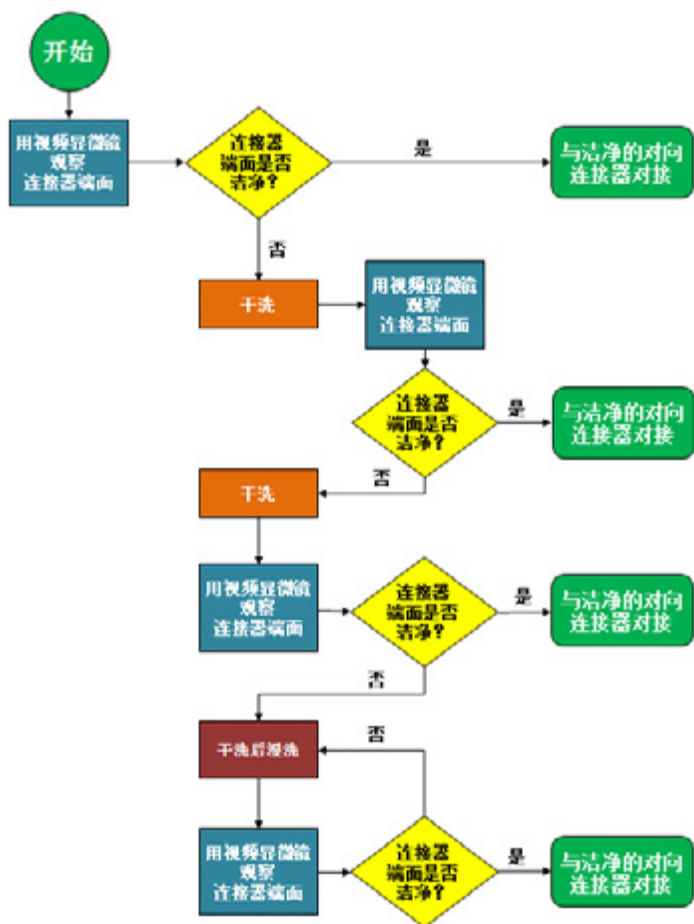 开始
用视频显微镜
观察
连接器端面
连接器
端面是否
洁净?
是
与洁净的对向
连接器对接
否
干洗
用视频显微镜
观察
连接器端面
连接器
端面是否
洁净?
是
与洁净的对向
连接器对接
否
干洗
用视频显微镜
观察
连接器端面
连接器
端面是否
洁净?
是
与洁净的对向
连接器对接
否
干洗后湿洗
否
用视频显微镜
观察
连接器端面
连接器
端面是否
洁净?
是
与洁净的对向
连接器对接